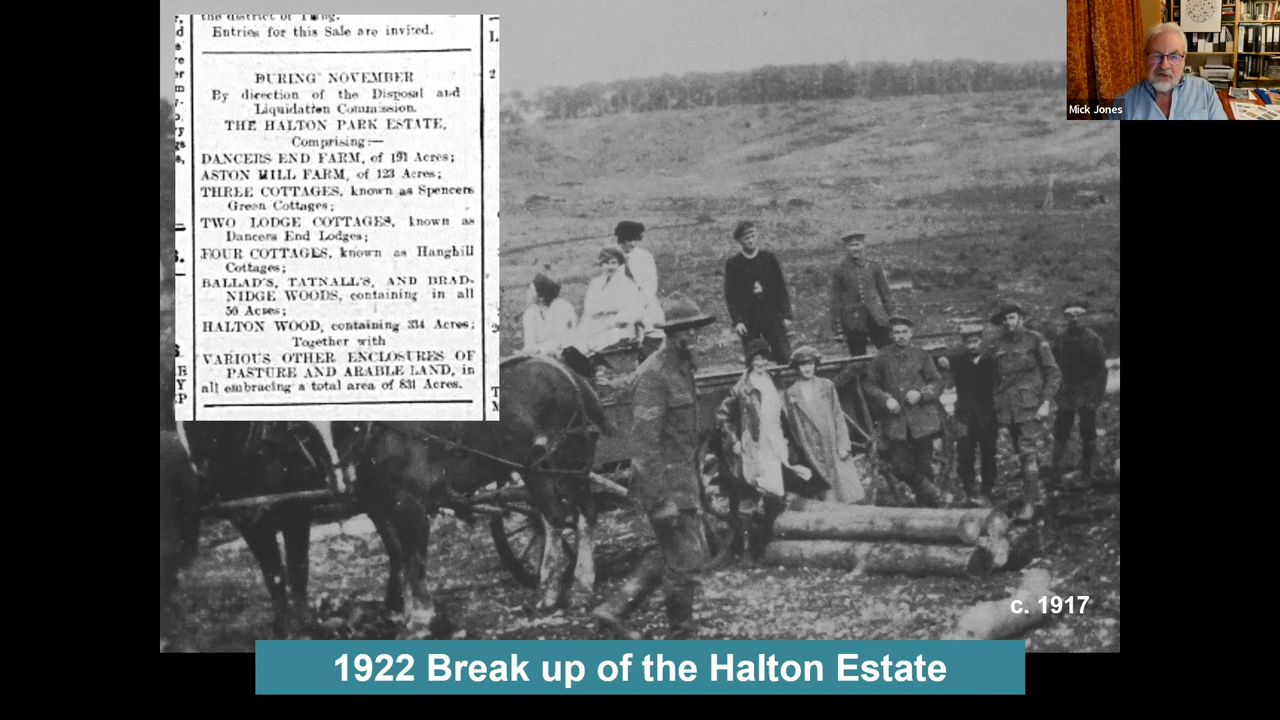 the district of Tring.
Entries for this Sale are invited.
DURING NOVEMBER
By direction of the Disposal and
Liquidation Commission.
THE HALTON PARK ESTATE,
Comprising:—
DANCERS END FARM, of 191 Acres;
ASTON MILL FARM, of 123 Acres;
THREE COTTAGES, known as Spencers
Green Cottages;
TWO LODGE COTTAGES, known as
Dancers End Lodges;
FOUR COTTAGES, known as Hanghill
Cottages;
BALLAD'S, TATNALL'S, AND BRAD-
NIDGE WOODS, containing in all
50 Acres;
HALTON WOOD, containing 334 Acres;
Together with
VARIOUS OTHER ENCLOSURES OF
PASTURE AND ARABLE LAND, in
all embracing a total area of 831 Acres.
Mick Jones
c. 1917
1922 Break up of the Halton Estate